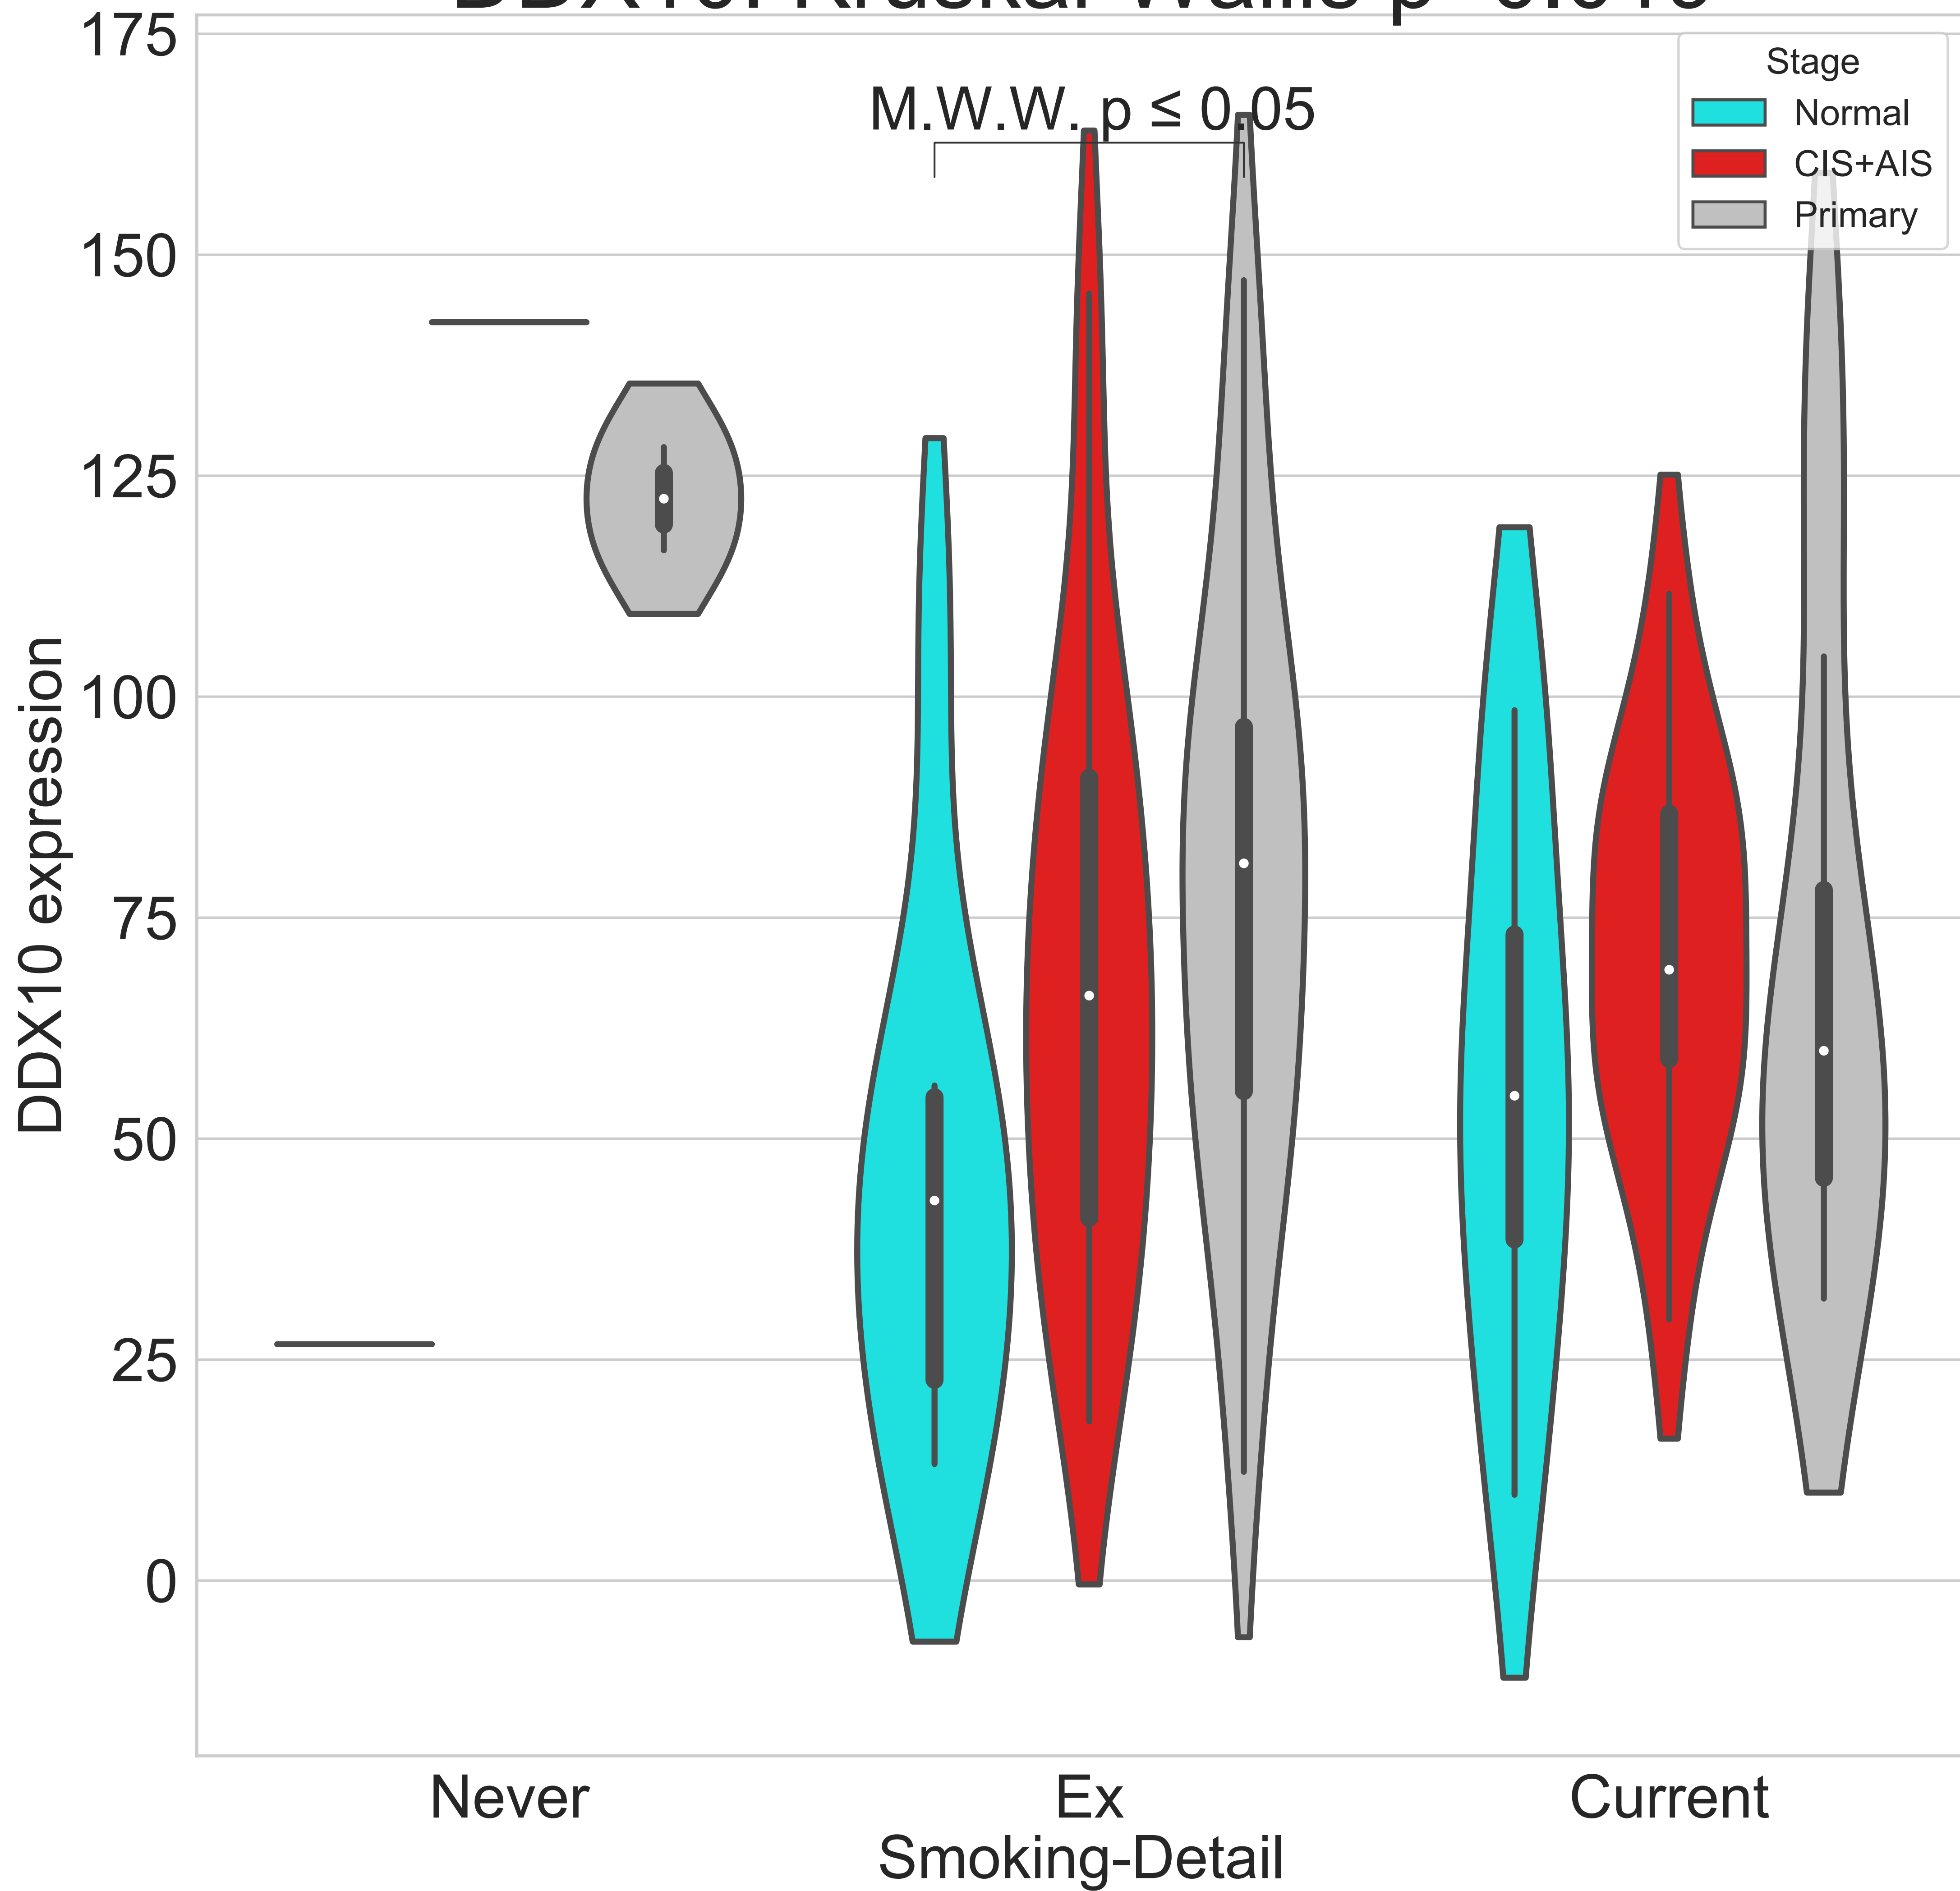 175
M.W.W. p ≤ 0.05
Stage
Normal
CIS+AIS
Primary
150
125
100
75
50
25
0
DDX10 expression
Never
Ex
Current
Smoking-Detail